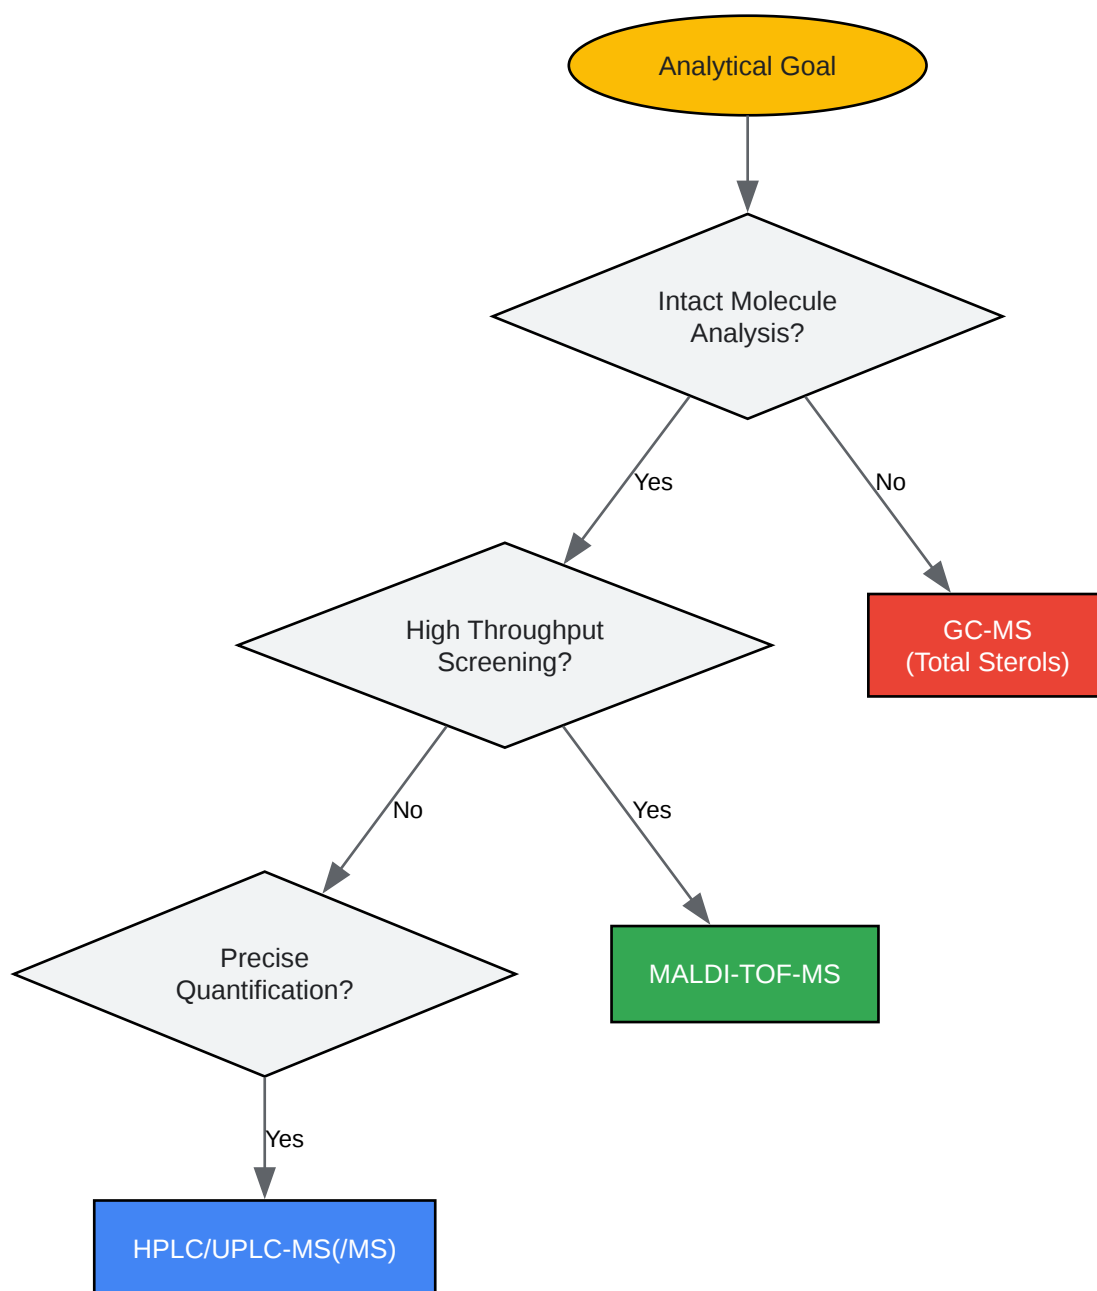 Analytical Goal
Intact Molecule
Analysis?
Yes
No
High Throughput
Screening?
GC-MS
(Total Sterols)
No
Yes
Precise
Quantification?
MALDI-TOF-MS
Yes
HPLC/UPLC-MS(/MS)